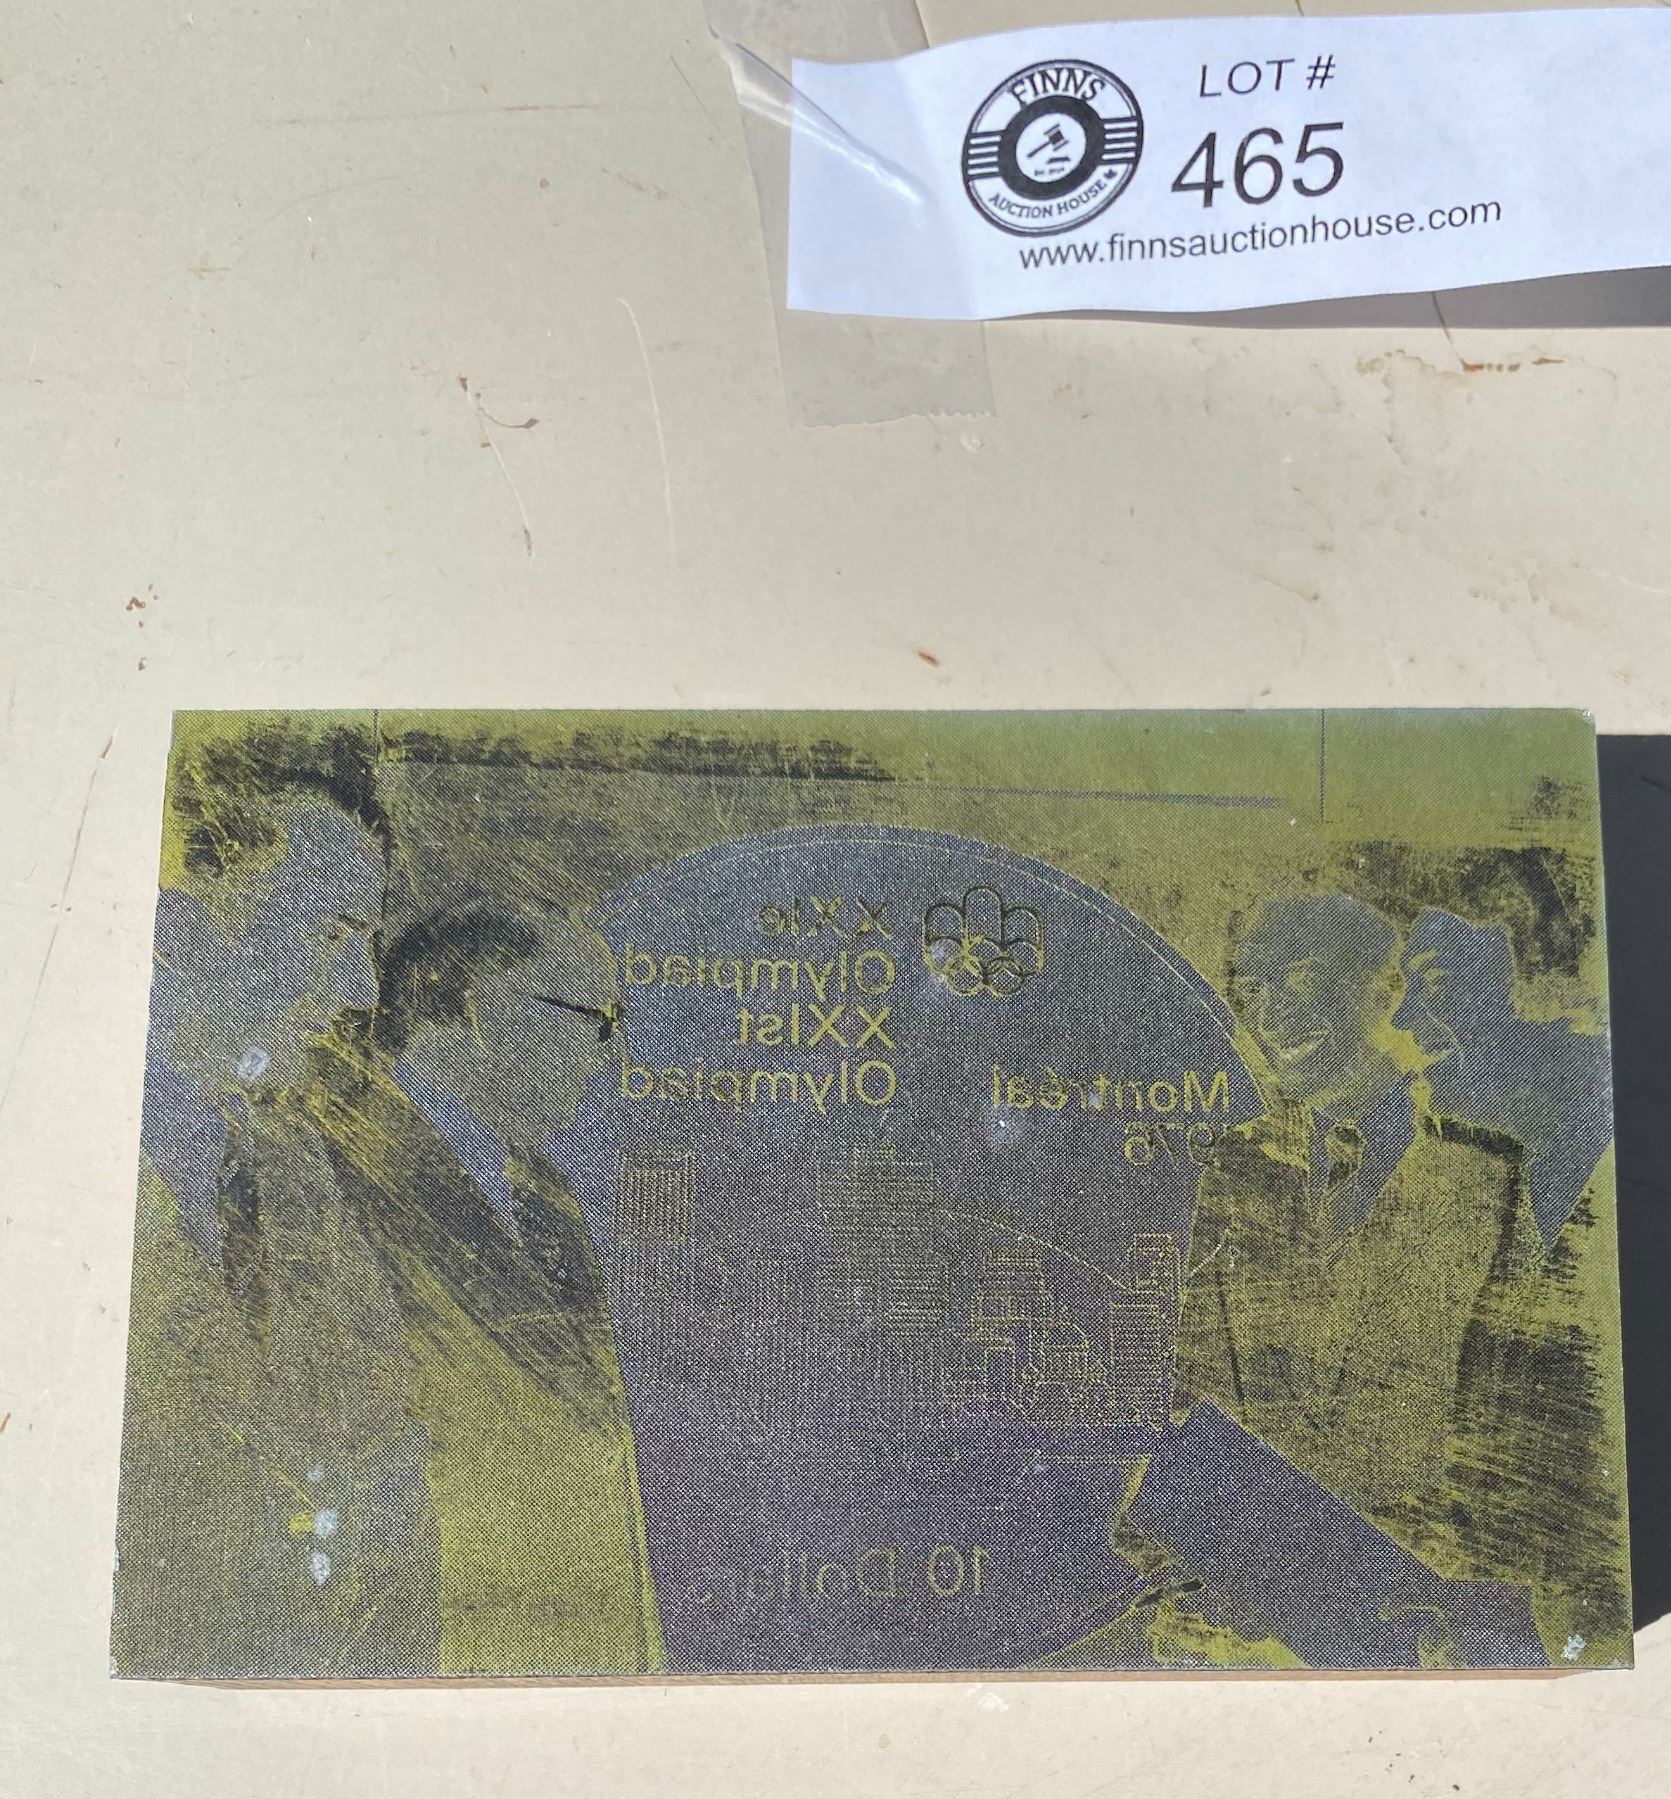 FINNS
AUCTION HOUSE
LOT #
465
www.finnsauctionhouse.com
XXIe
Olympiad
XXIst
Olympiad
Montréal
1976
10 Dollars